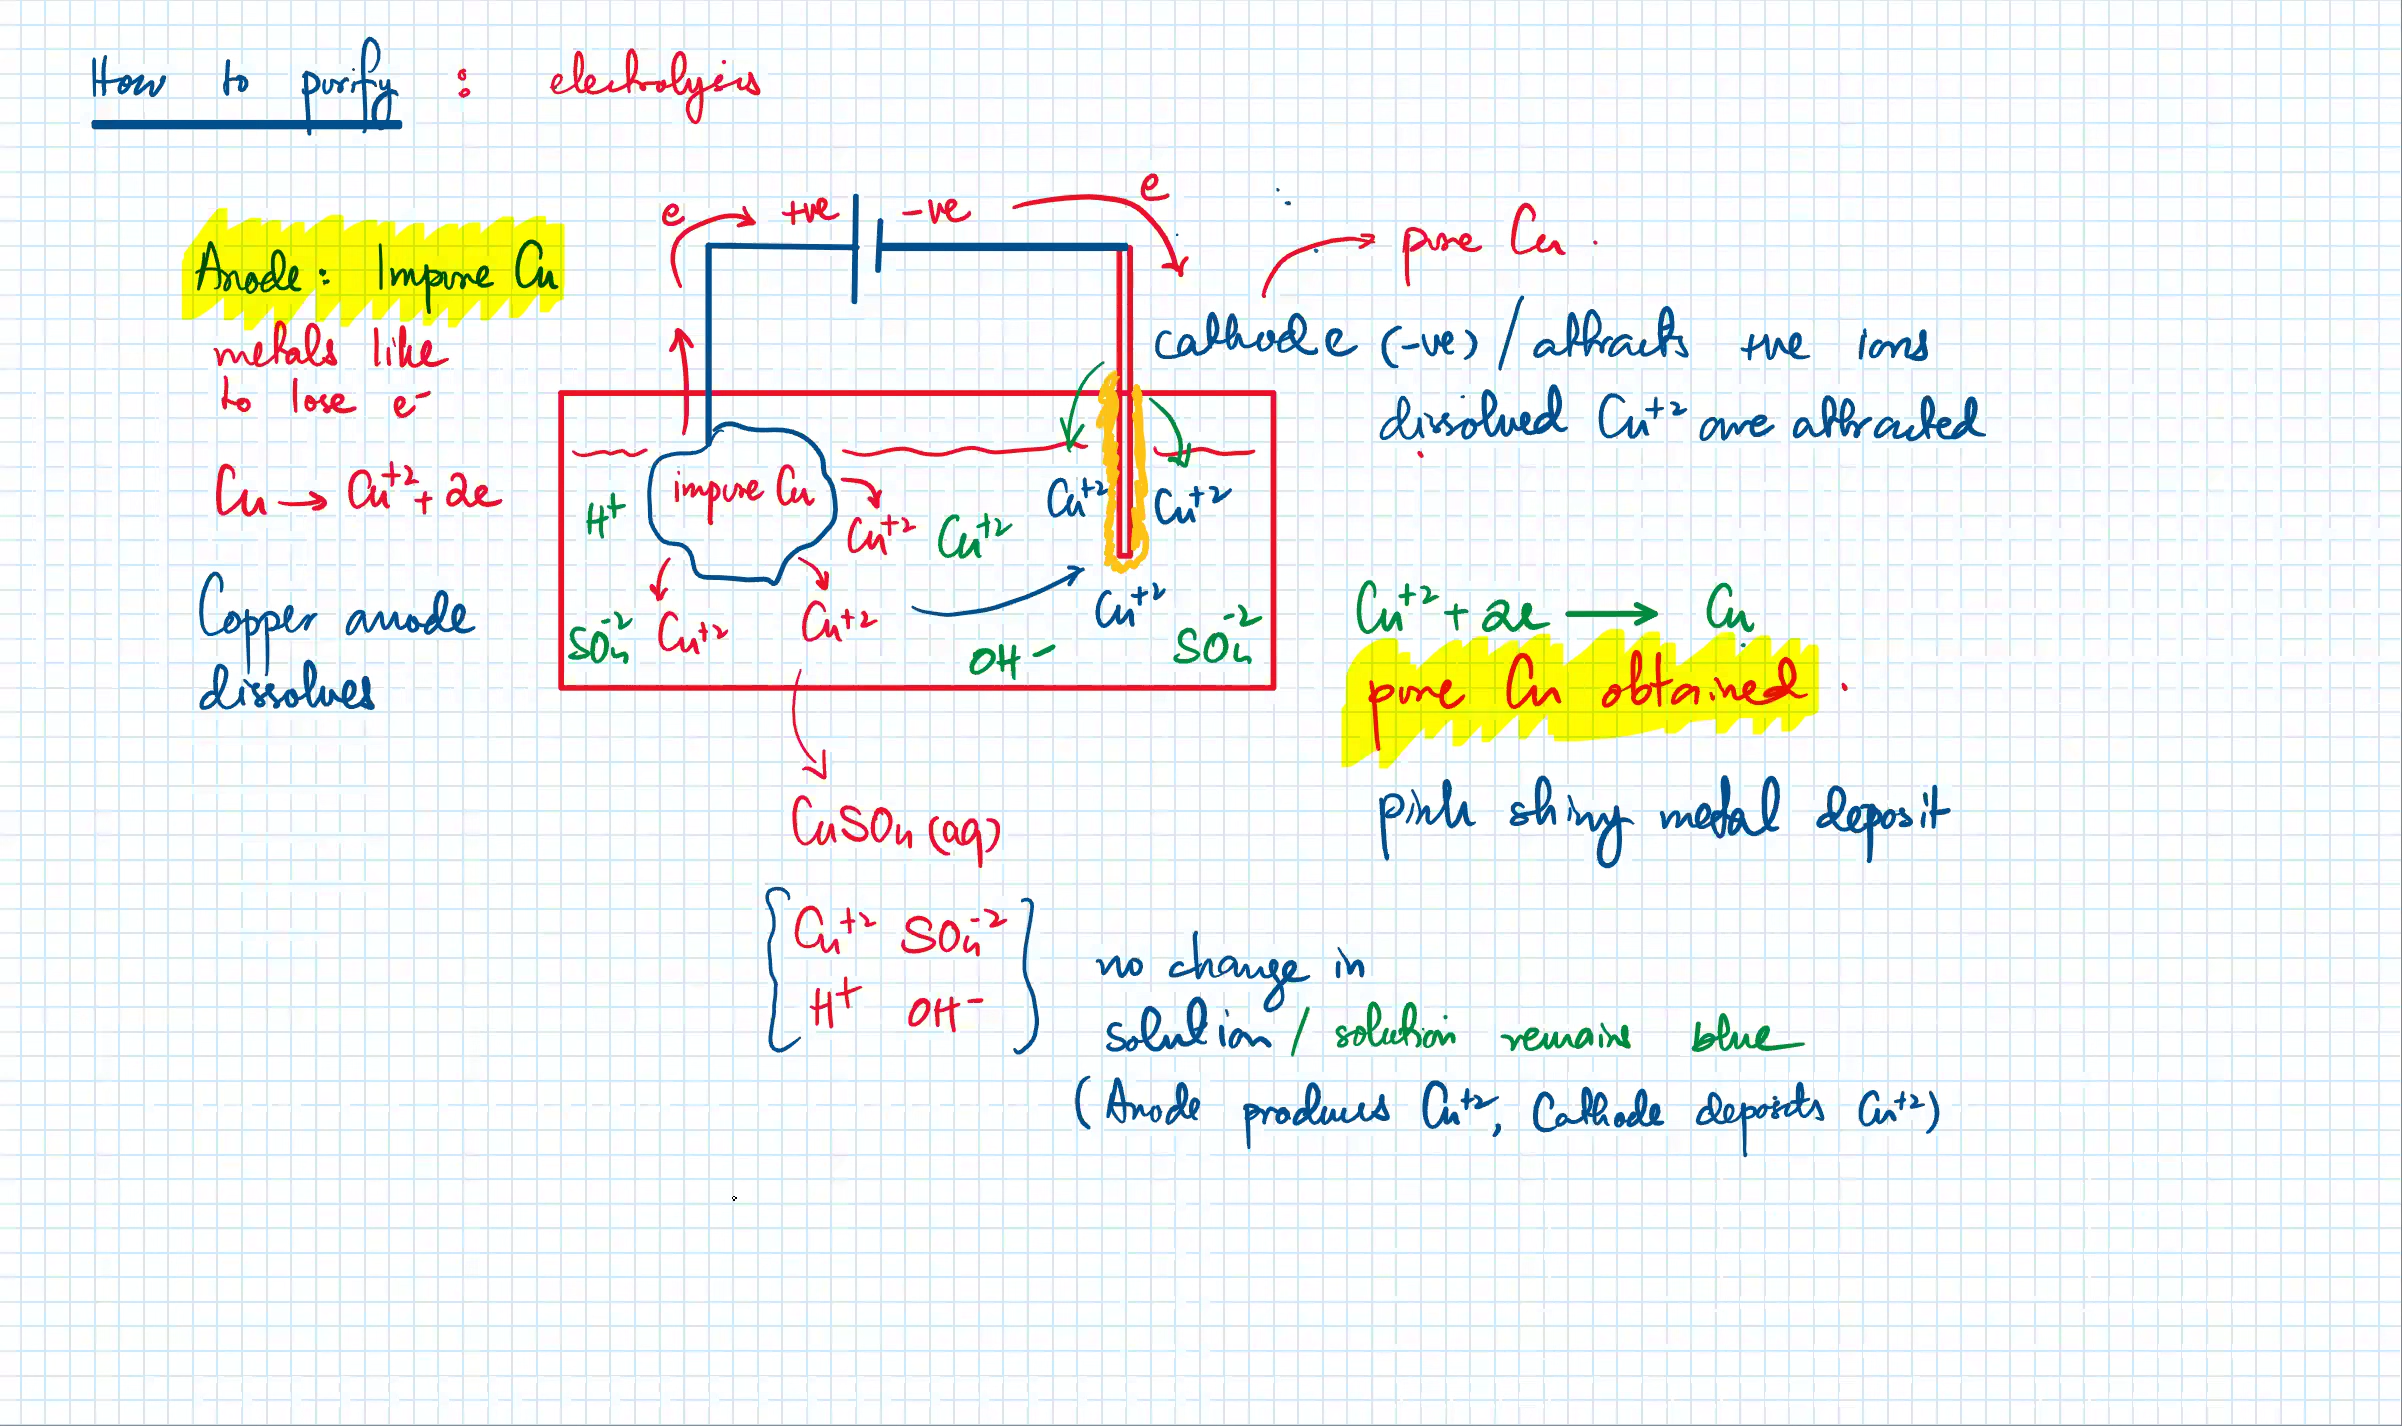 How to purify : electrolysis
Anode: Impure Cu
metals like
to lose e⁻
Cu → Cu⁺² + 2e
Copper anode
dissolves
e
+ve
-ve
e
pure Cu.
cathode (-ve) / attracts +ve ions
dissolved Cu⁺² are attracted
impure Cu
H⁺
Cu⁺²
Cu⁺²
Cu⁺²
Cu⁺²
SO₄⁻²
Cu⁺²
Cu⁺²
Cu⁺²
OH⁻
SO₄⁻²
Cu⁺² + 2e → Cu
pure Cu obtained.
pink shiny metal deposit
CuSO₄ (aq)
Cu⁺² SO₄⁻²
H⁺ OH⁻
no change in
solution / solution remains blue
(Anode produces Cu⁺², Cathode deposits Cu⁺²)